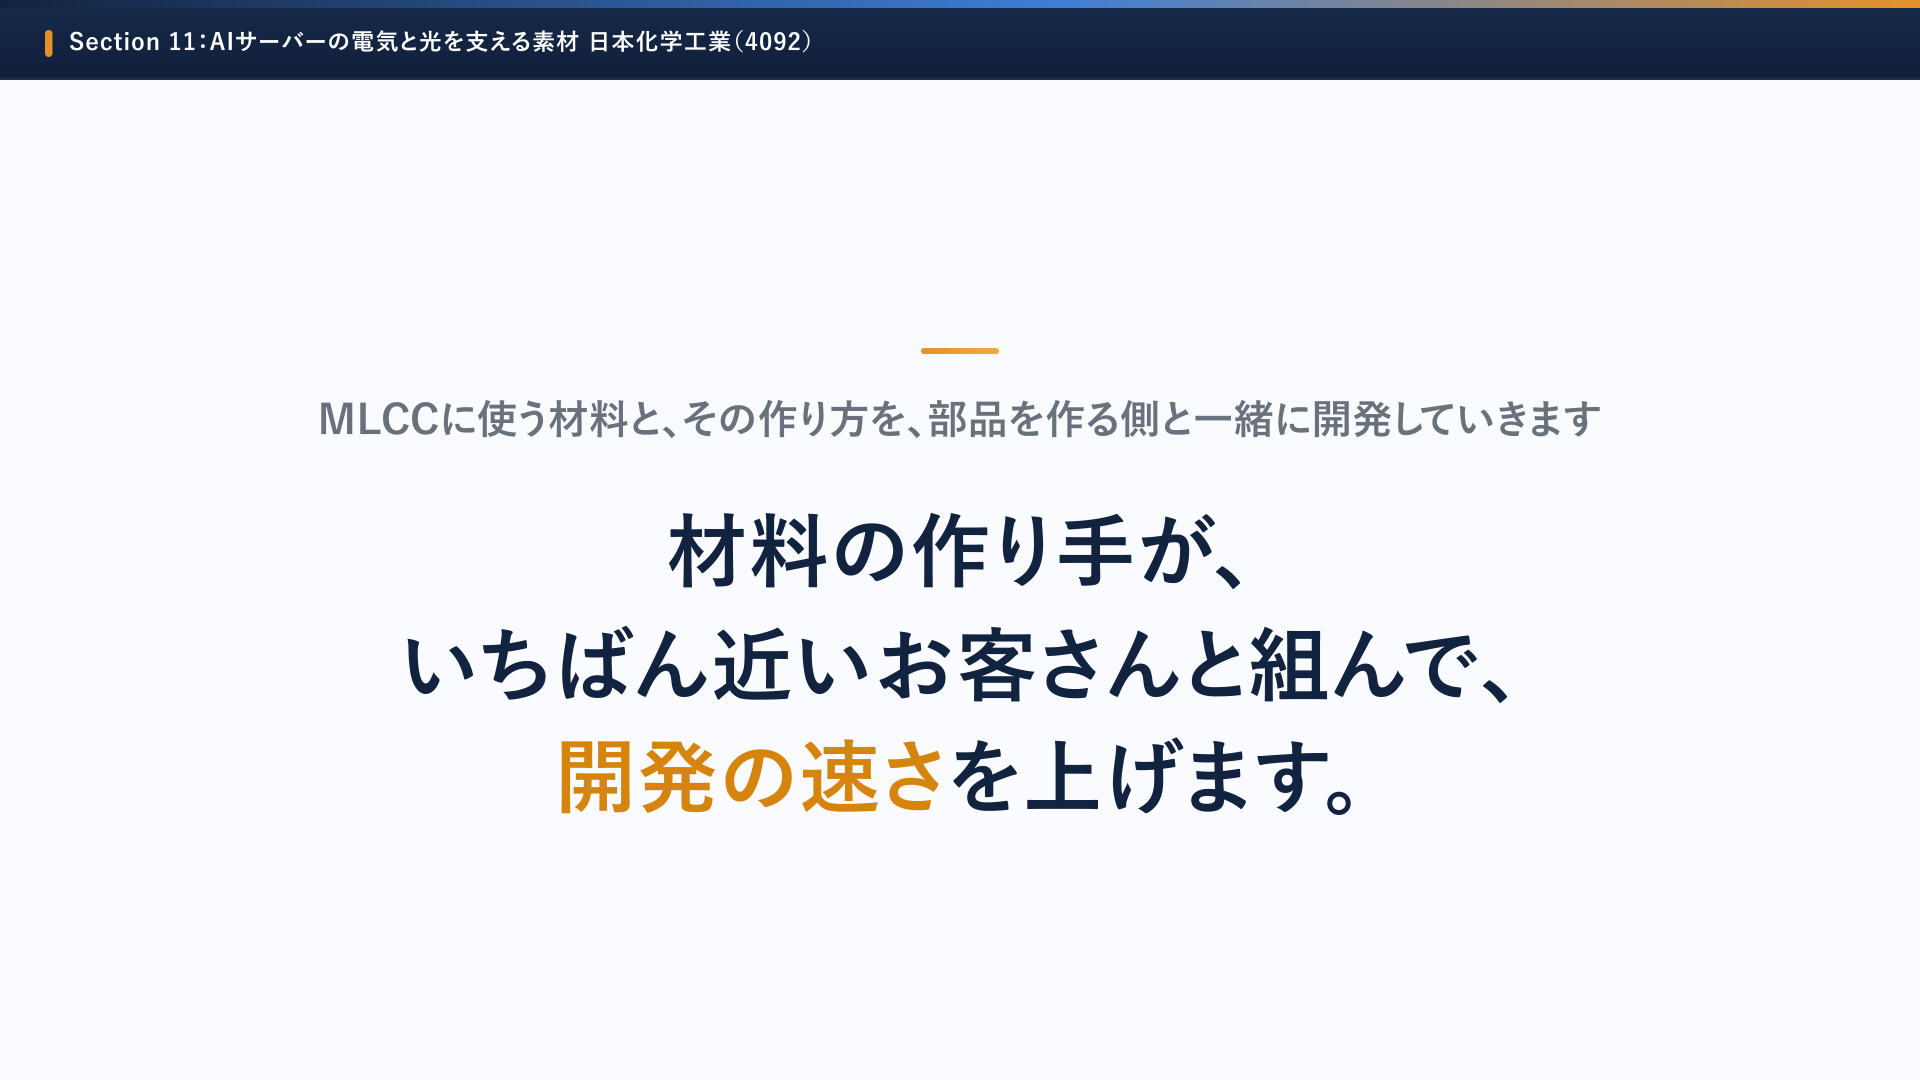 Section 11：AIサーバーの電気と光を支える素材 日本化学工業（4092）
MLCCに使う材料と、その作り方を、部品を作る側と一緒に開発していきます
材料の作り手が、
いちばん近いお客さんと組んで、
開発の速さを上げます。